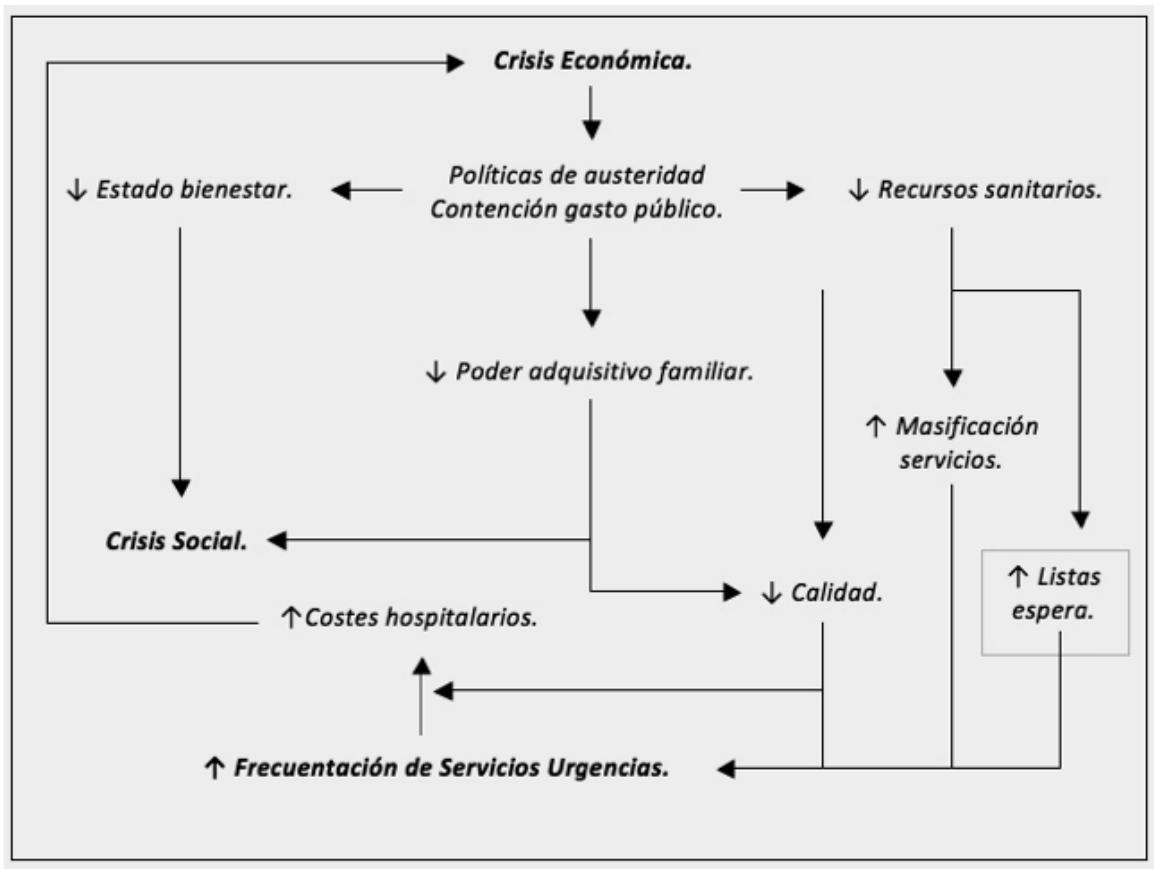 Crisis Económica.
Políticas de austeridad
Contención gasto público.
↓ Estado bienestar.
↓ Recursos sanitarios.
↓ Poder adquisitivo familiar.
↑ Masificación
servicios.
Crisis Social.
↑ Listas
espera.
↓ Calidad.
↑Costes hospitalarios.
↑ Frecuentación de Servicios Urgencias.